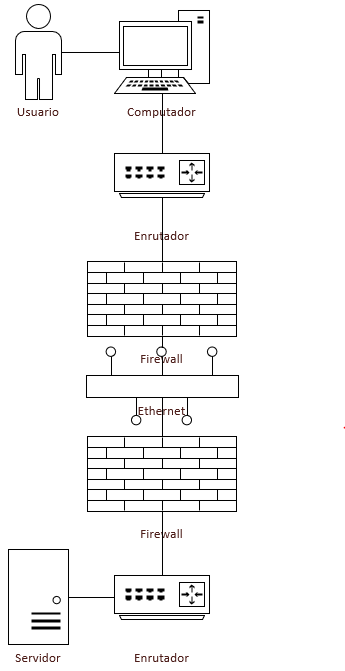 Usuario
Computador
Enrutador
Firewall
Ethernet
Firewall
Servidor
Enrutador